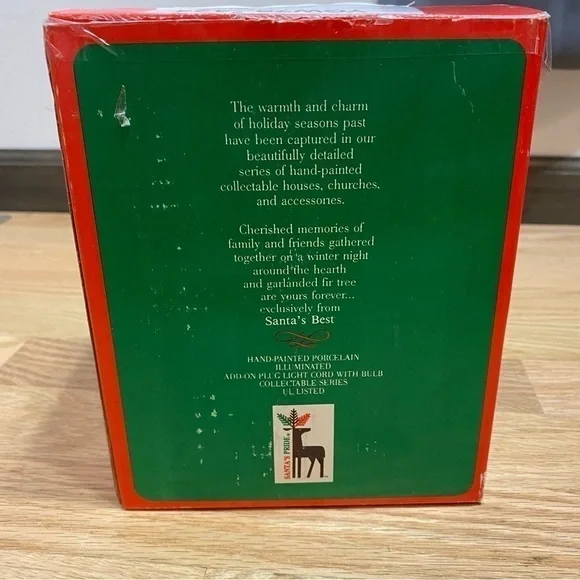 The warmth and charm
of holiday seasons past
have been captured in our
beautifully detailed
series of hand-painted
collectable houses, churches,
and accessories.
Cherished memories of
family and friends gathered
together on a winter night
around the hearth
and garlanded fir tree
are yours forever...
exclusively from
Santa's Best
HAND-PAINTED PORCELAIN
ILLUMINATED
ADD-ON PLUG LIGHT CORD WITH BULB
COLLECTABLE SERIES
UL LISTED
SANTA'S PRIDE®